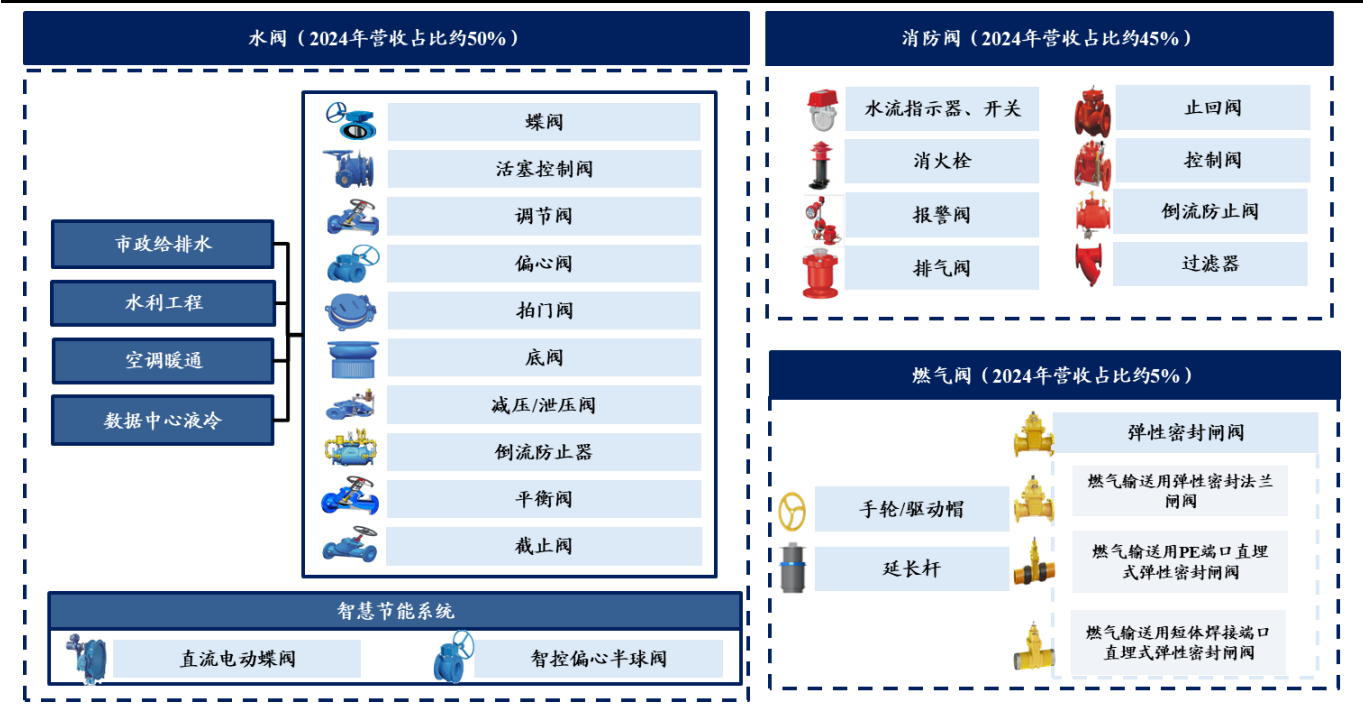 水阀（2024年营收占比约50%）
市政给排水
水利工程
空调暖通
数据中心液冷
蝶阀
活塞控制阀
调节阀
偏心阀
拍门阀
底阀
减压/泄压阀
倒流防止器
平衡阀
截止阀
智慧节能系统
直流电动蝶阀
智控偏心半球阀
消防阀（2024年营收占比约45%）
水流指示器、开关
消火栓
报警阀
排气阀
止回阀
控制阀
倒流防止阀
过滤器
燃气阀（2024年营收占比约5%）
手轮/驱动帽
延长杆
弹性密封闸阀
燃气输送用弹性密封法兰
闸阀
燃气输送用PE端口直埋
式弹性密封闸阀
燃气输送用短体焊接端口
直埋式弹性密封闸阀